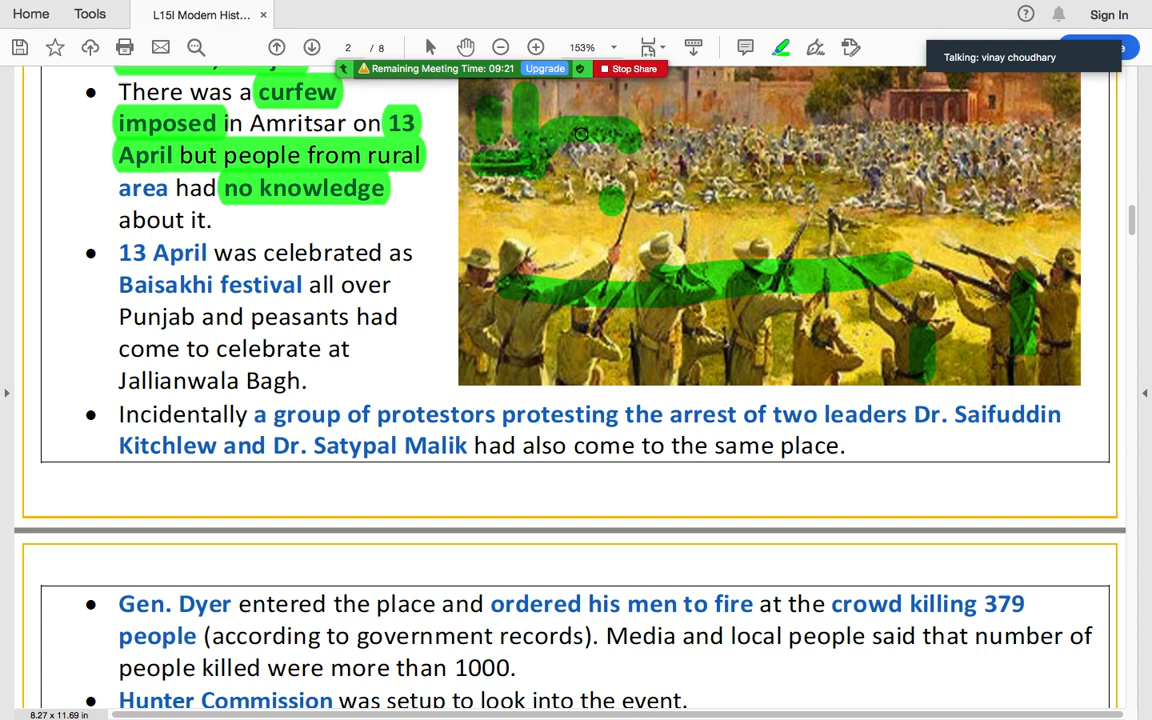 Home
Tools
L15I Modern Hist...
×
Sign In
2 / 8
153%
Talking: vinay choudhary
Remaining Meeting Time: 09:21
Upgrade
Stop Share
There was a curfew
imposed in Amritsar on 13
April but people from rural
area had no knowledge
about it.
13 April was celebrated as
Baisakhi festival all over
Punjab and peasants had
come to celebrate at
Jallianwala Bagh.
Incidentally a group of protestors protesting the arrest of two leaders Dr. Saifuddin
Kitchlew and Dr. Satypal Malik had also come to the same place.
Gen. Dyer entered the place and ordered his men to fire at the crowd killing 379
people (according to government records). Media and local people said that number of
people killed were more than 1000.
Hunter Commission was setup to look into the event.
8.27 x 11.69 in